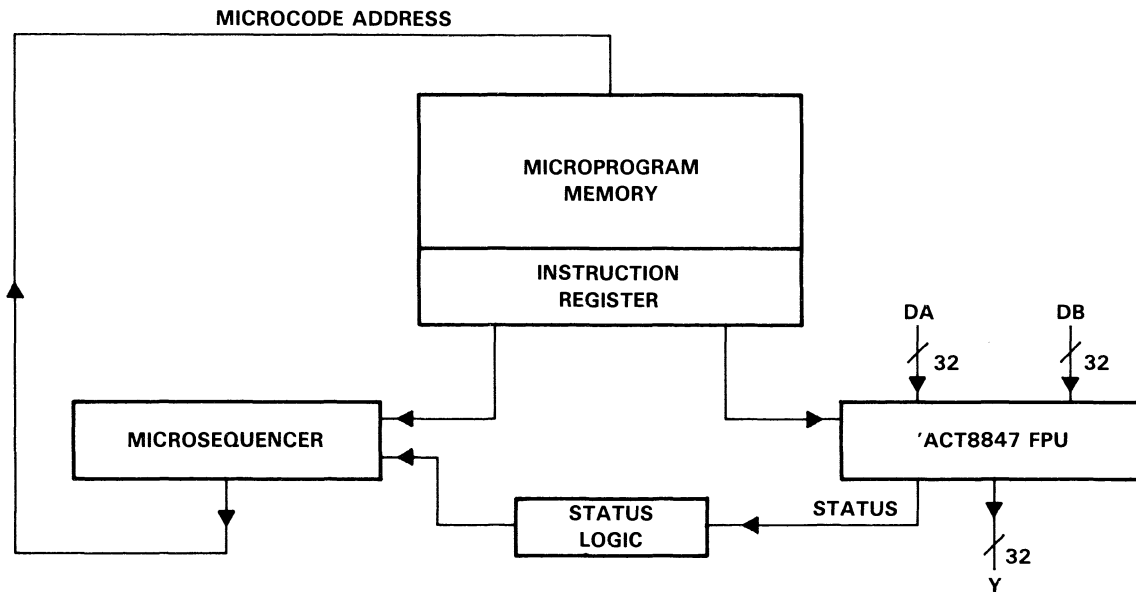 MICROCODE ADDRESS
MICROPROGRAM
MEMORY
INSTRUCTION
REGISTER
DA
DB
32
32
MICROSEQUENCER
'ACT8847 FPU
STATUS
STATUS
LOGIC
32
Y